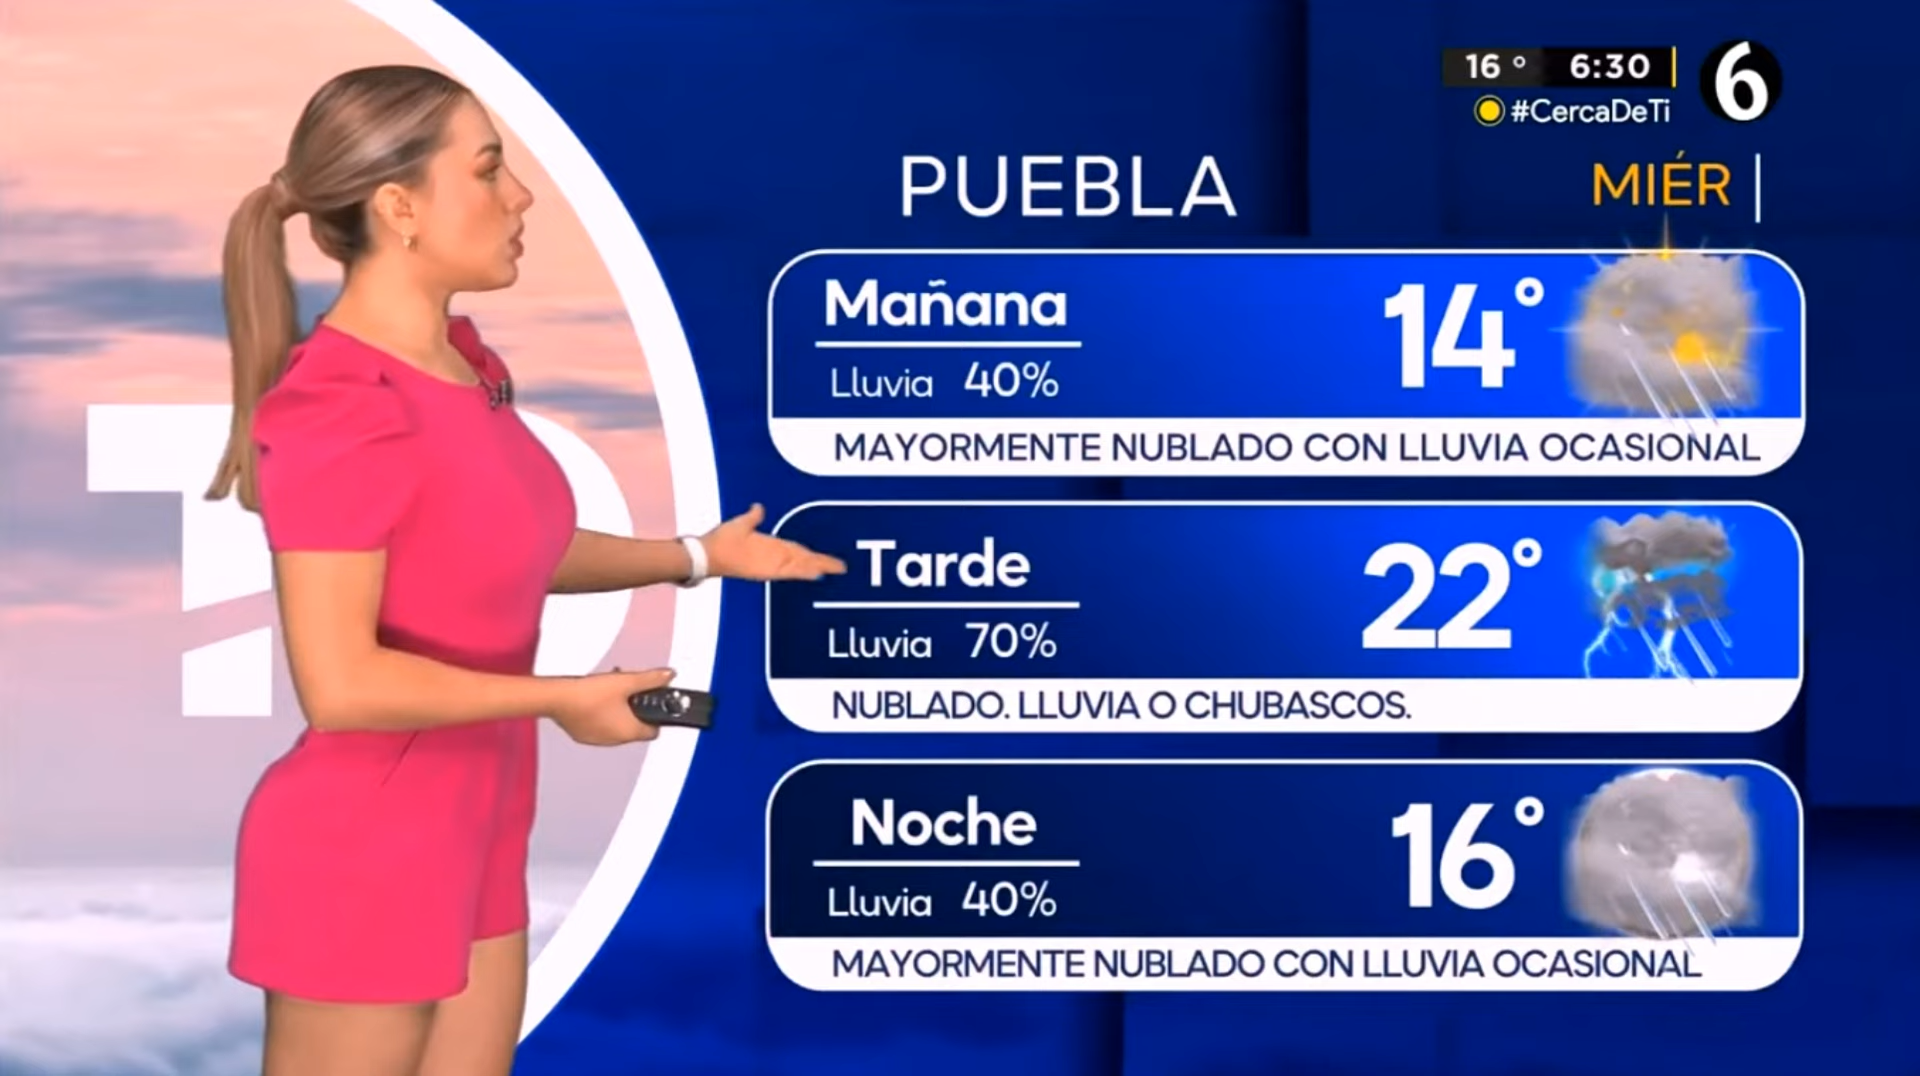 16 ° 6:30
6
#CercaDeTi
PUEBLA
MIÉR
Mañana
14°
Lluvia 40%
MAYORMENTE NUBLADO CON LLUVIA OCASIONAL
Tarde
22°
Lluvia 70%
NUBLADO. LLUVIA O CHUBASCOS.
Noche
16°
Lluvia 40%
MAYORMENTE NUBLADO CON LLUVIA OCASIONAL